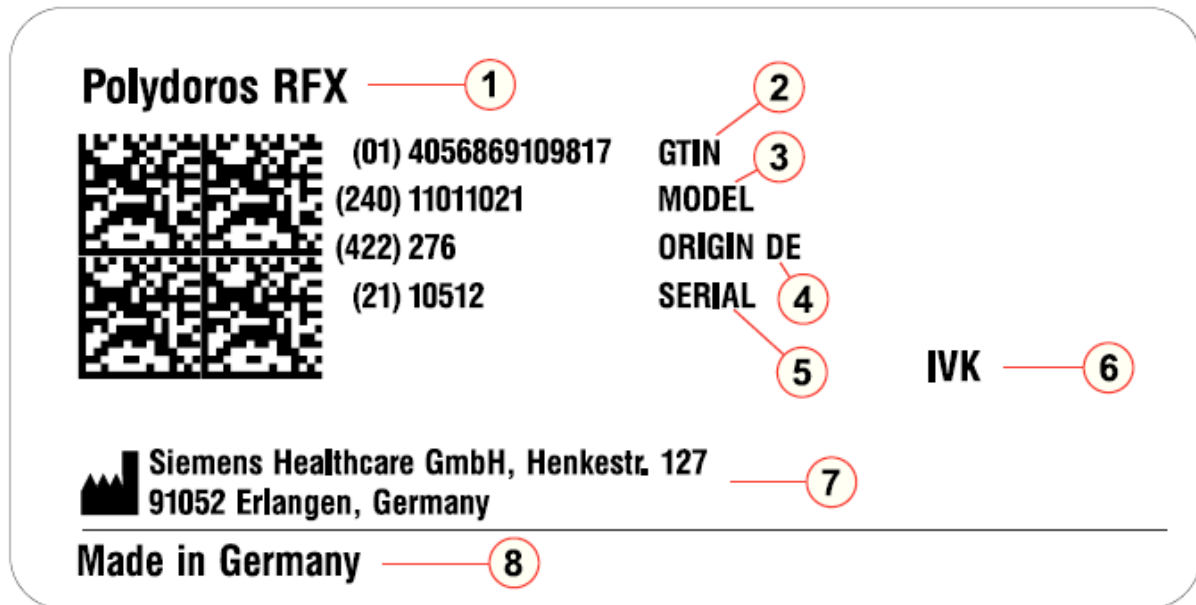 Polydoros RFX 1
2
(01) 4056869109817 GTIN
3
(240) 11011021 MODEL
(422) 276 ORIGIN DE
4
(21) 10512 SERIAL
5
IVK 6
Siemens Healthcare GmbH, Henkestr. 127
7
91052 Erlangen, Germany
Made in Germany 8